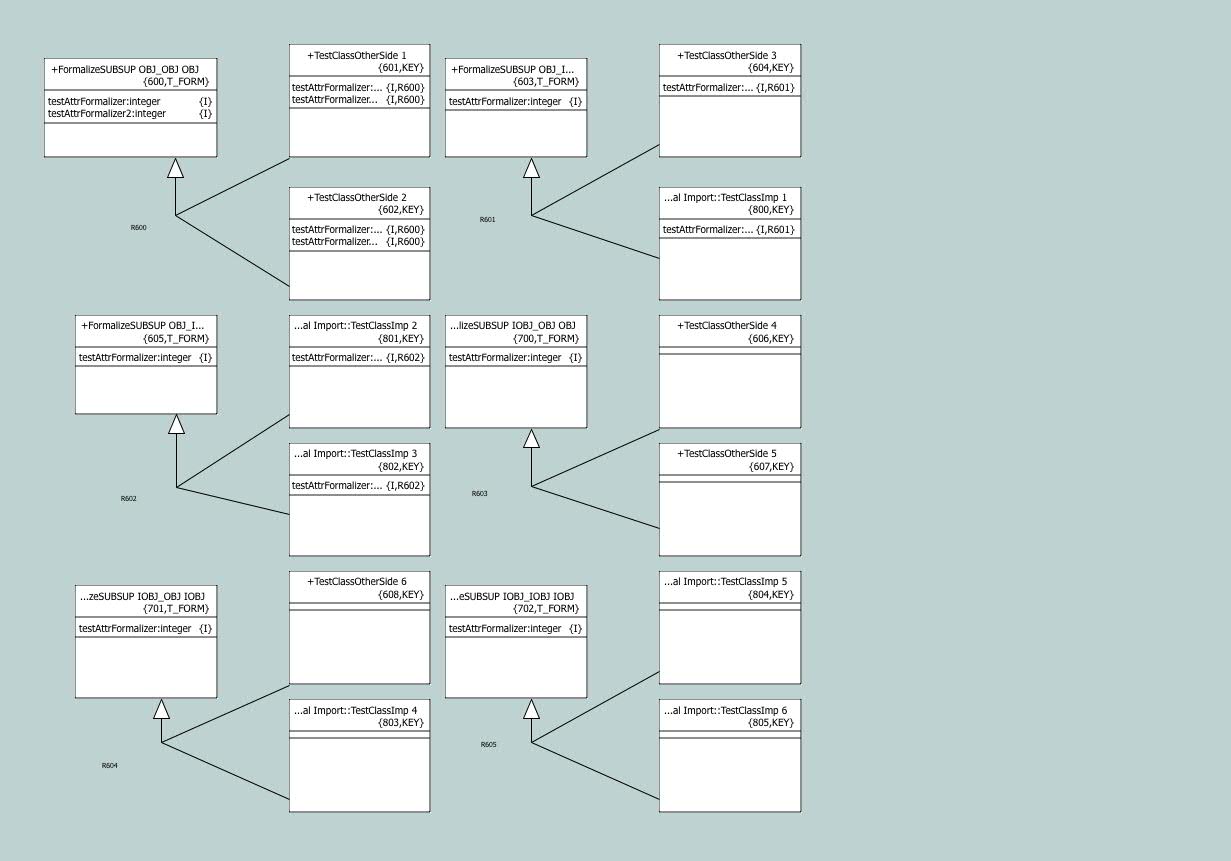 +FormalizeSUBSUP OBJ_OBJ OBJ
{600,T_FORM}
testAttrFormalizer:integer {I}
testAttrFormalizer2:integer {I}
+TestClassOtherSide 1
{601,KEY}
testAttrFormalizer:... {I,R600}
testAttrFormalizer... {I,R600}
+TestClassOtherSide 2
{602,KEY}
testAttrFormalizer:... {I,R600}
testAttrFormalizer... {I,R600}
R600
+FormalizeSUBSUP OBJ_I...
{603,T_FORM}
testAttrFormalizer:integer {I}
+TestClassOtherSide 3
{604,KEY}
testAttrFormalizer:... {I,R601}
...al Import::TestClassImp 1
{800,KEY}
testAttrFormalizer:... {I,R601}
R601
+FormalizeSUBSUP OBJ_I...
{605,T_FORM}
testAttrFormalizer:integer {I}
...al Import::TestClassImp 2
{801,KEY}
testAttrFormalizer:... {I,R602}
...al Import::TestClassImp 3
{802,KEY}
testAttrFormalizer:... {I,R602}
R602
...lizeSUBSUP IOBJ_OBJ OBJ
{700,T_FORM}
testAttrFormalizer:integer {I}
+TestClassOtherSide 4
{606,KEY}
+TestClassOtherSide 5
{607,KEY}
R603
...zeSUBSUP IOBJ_OBJ IOBJ
{701,T_FORM}
testAttrFormalizer:integer {I}
+TestClassOtherSide 6
{608,KEY}
...al Import::TestClassImp 4
{803,KEY}
R604
...eSUBSUP IOBJ_IOBJ IOBJ
{702,T_FORM}
testAttrFormalizer:integer {I}
...al Import::TestClassImp 5
{804,KEY}
...al Import::TestClassImp 6
{805,KEY}
R605